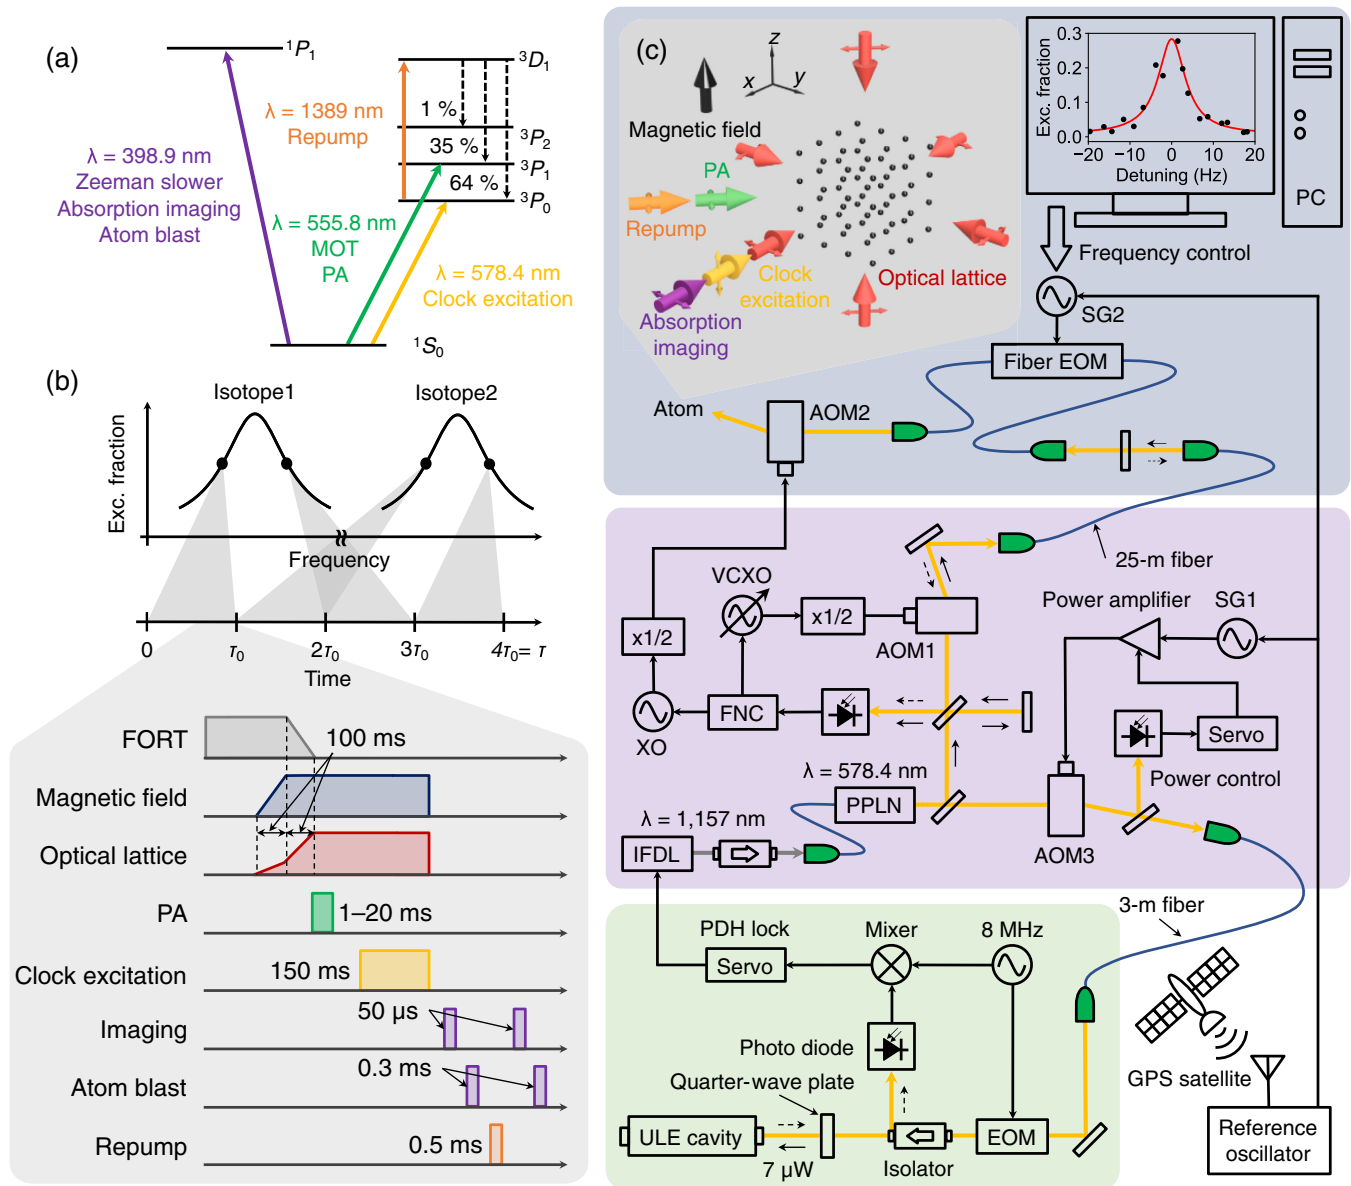 (a)
¹P₁
³D₁
λ = 1389 nm
Repump
1 %
³P₂
35 %
³P₁
64 %
³P₀
λ = 398.9 nm
Zeeman slower
Absorption imaging
Atom blast
λ = 555.8 nm
MOT
PA
λ = 578.4 nm
Clock excitation
¹S₀
(b)
Isotope1
Isotope2
Exc. fraction
Frequency
0
τ₀
2τ₀
3τ₀
4τ₀= τ
Time
FORT
100 ms
Magnetic field
Optical lattice
PA
1–20 ms
Clock excitation
150 ms
Imaging
50 µs
Atom blast
0.3 ms
Repump
0.5 ms
(c)
z
x
y
Magnetic field
PA
Repump
Clock
excitation
Optical lattice
Absorption
imaging
0.3
0.2
0.1
0.0
Exc. fraction
−20
−10
0
10
20
Detuning (Hz)
PC
Frequency control
SG2
Fiber EOM
Atom
AOM2
25-m fiber
VCXO
x1/2
x1/2
AOM1
Power amplifier
SG1
XO
FNC
Servo
Power control
λ = 578.4 nm
PPLN
λ = 1,157 nm
IFDL
AOM3
3-m fiber
PDH lock
Mixer
8 MHz
Servo
Photo diode
Quarter-wave plate
ULE cavity
7 µW
Isolator
EOM
GPS satellite
Reference
oscillator